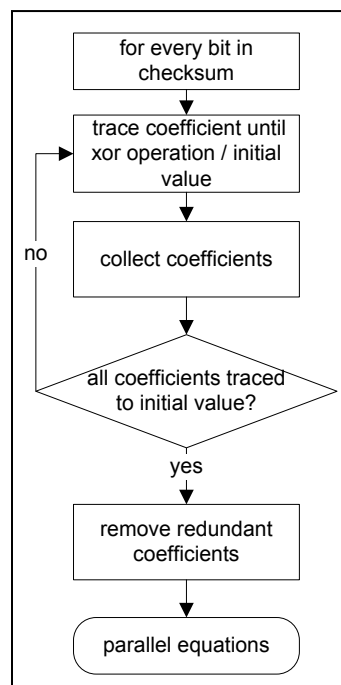 for every bit in
checksum
trace coefficient until
xor operation / initial
value
no
collect coefficients
all coefficients traced
to initial value?
yes
remove redundant
coefficients
parallel equations